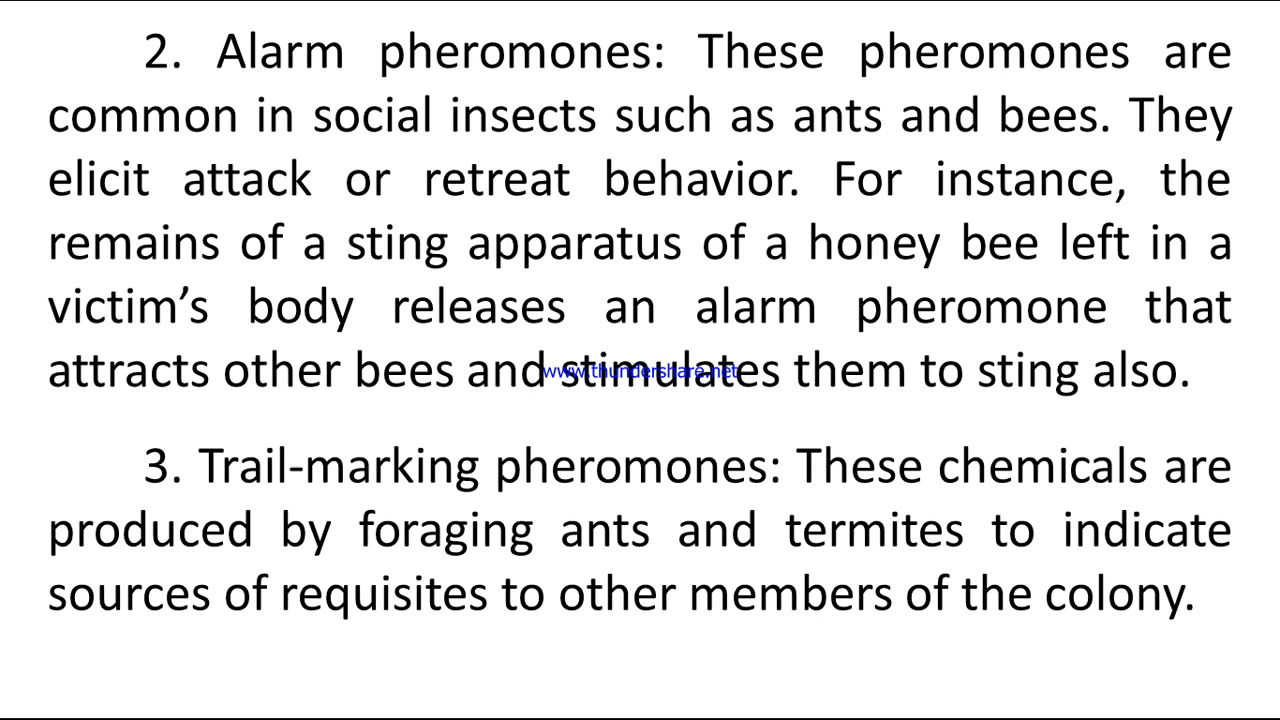 2. Alarm pheromones: These pheromones are
common in social insects such as ants and bees. They
elicit attack or retreat behavior. For instance, the
remains of a sting apparatus of a honey bee left in a
victim’s body releases an alarm pheromone that
attracts other bees and stimulates them to sting also.
www.thundershare.net
3. Trail-marking pheromones: These chemicals are
produced by foraging ants and termites to indicate
sources of requisites to other members of the colony.